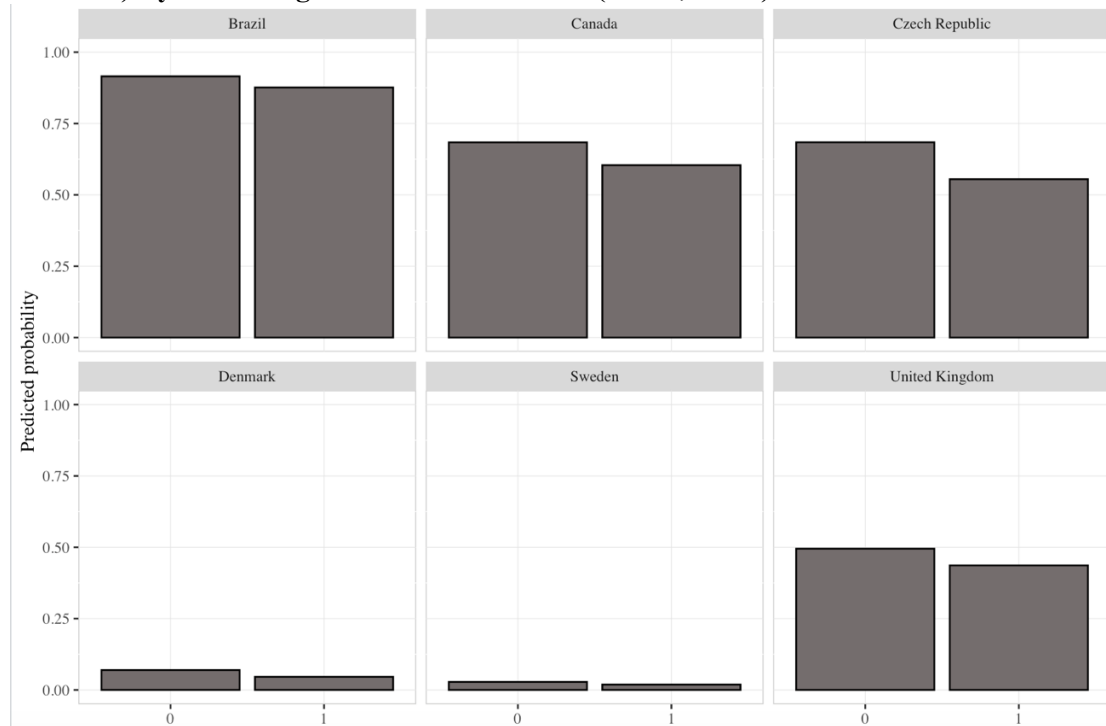 Brazil
Canada
Czech Republic
1.00
0.75
0.50
0.25
0.00
Predicted probability
Denmark
Sweden
United Kingdom
1.00
0.75
0.50
0.25
0.00
0 1
0 1
0 1